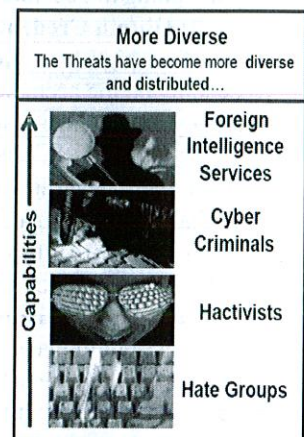 More Diverse
The Threats have become more diverse
and distributed...
Foreign
Intelligence
Services
Cyber
Criminals
Hactivists
Hate Groups
Capabilities